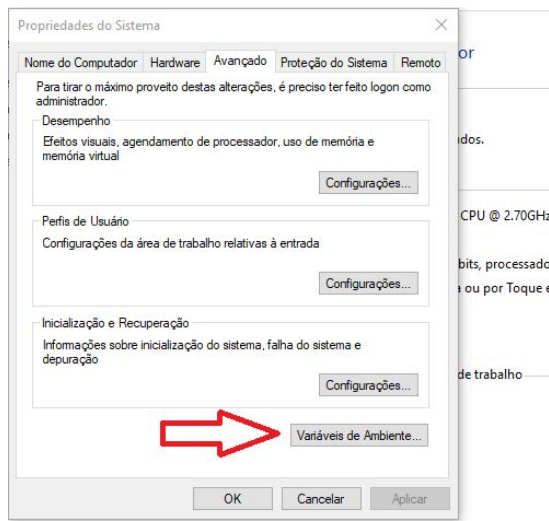 Propriedades do Sistema
or
Nome do Computador Hardware Avançado Proteção do Sistema Remoto
Para tirar o máximo proveito destas alterações, é preciso ter feito logon como
administrador.
Desempenho
Efeitos visuais, agendamento de processador, uso de memória e
memória virtual
dos.
Configurações...
Perfis de Usuário
CPU @ 2.70GHz
Configurações da área de trabalho relativas à entrada
bits, processado
Configurações...
ou por Toque e
Inicialização e Recuperação
Informações sobre inicialização do sistema, falha do sistema e
depuração
de trabalho
Configurações...
Variáveis de Ambiente...
OK Cancelar Aplicar